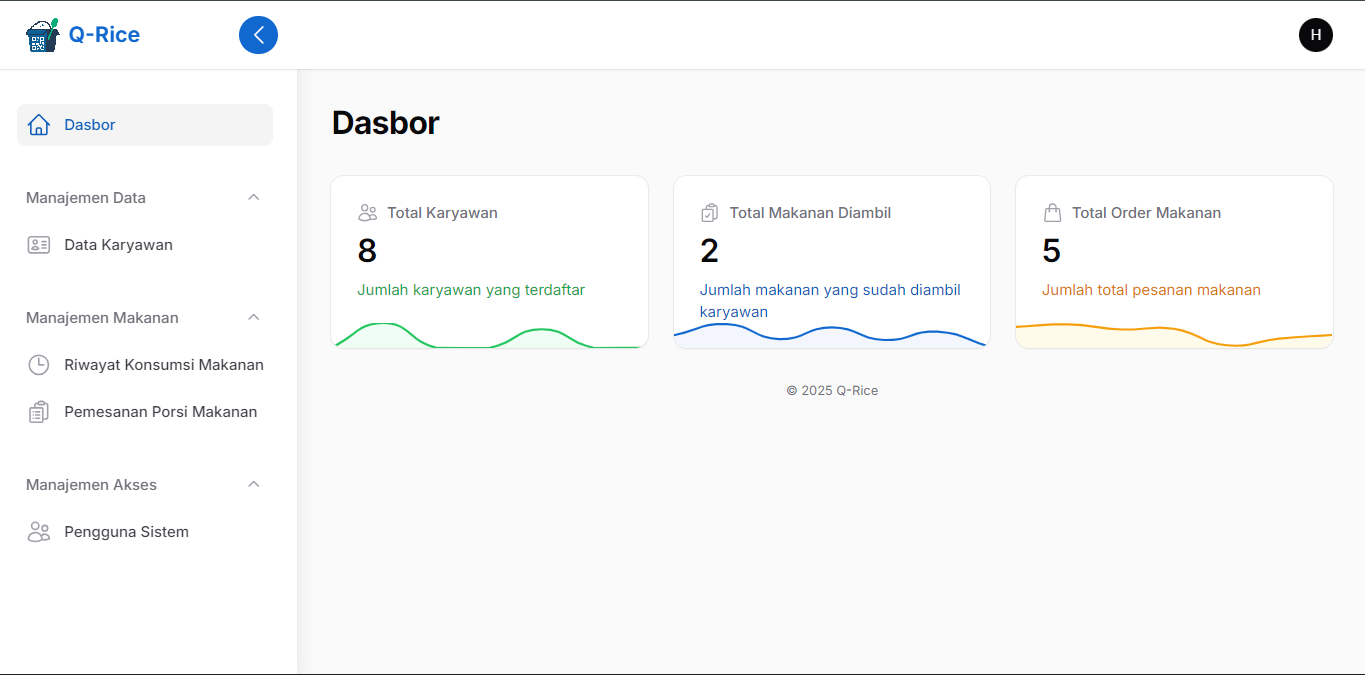 Q-Rice
H
Dasbor
Manajemen Data
Data Karyawan
Manajemen Makanan
Riwayat Konsumsi Makanan
Pemesanan Porsi Makanan
Manajemen Akses
Pengguna Sistem
Dasbor
Total Karyawan
8
Jumlah karyawan yang terdaftar
Total Makanan Diambil
2
Jumlah makanan yang sudah diambil
karyawan
Total Order Makanan
5
Jumlah total pesanan makanan
© 2025 Q-Rice